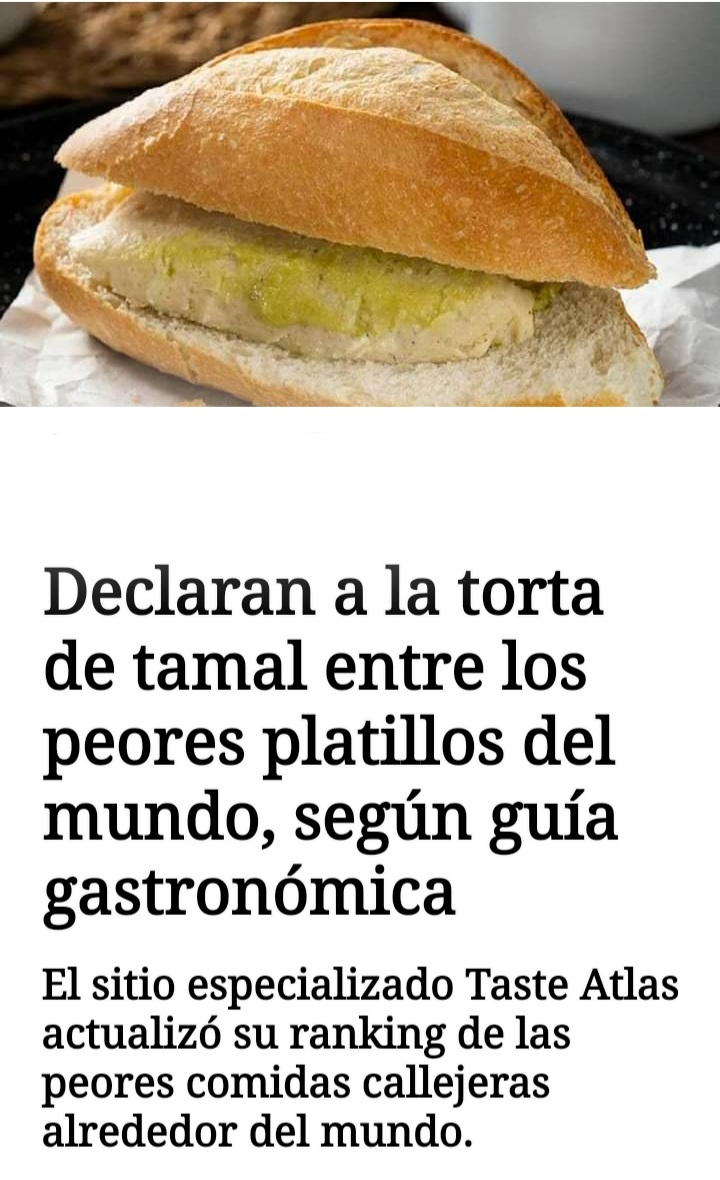 Declaran a la torta
de tamal entre los
peores platillos del
mundo, según guía
gastronómica
El sitio especializado Taste Atlas
actualizó su ranking de las
peores comidas callejeras
alrededor del mundo.